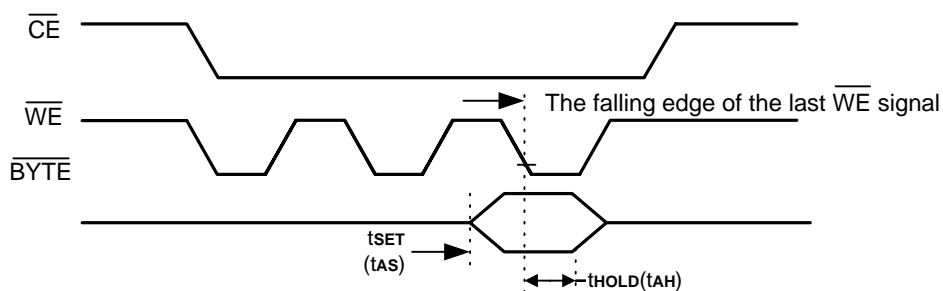 CE
The falling edge of the last WE signal
WE
BYTE
tSET
(tAS)
tHOLD(tAH)